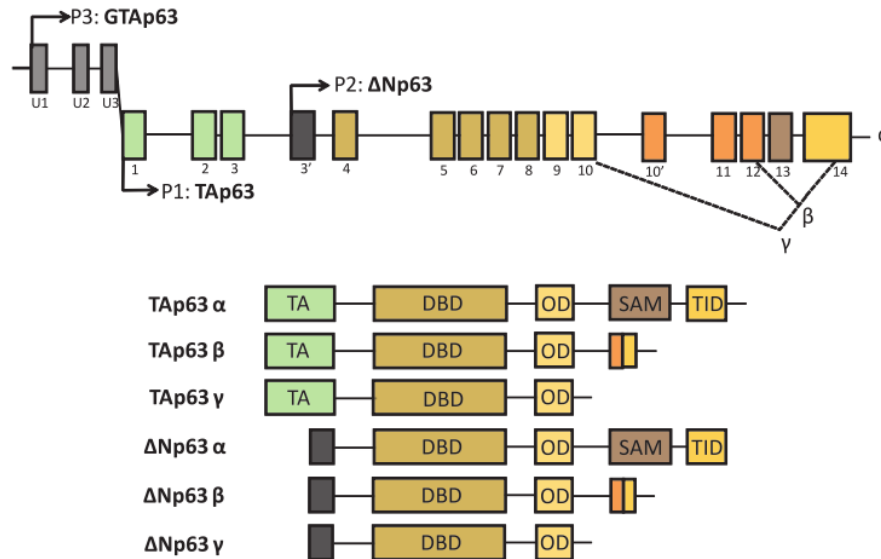 P3: GTAp63
U1 U2 U3
P2: ΔNp63
1 2 3 3' 4 5 6 7 8 9 10 10' 11 12 13 14
P1: TAp63
β
γ
TAp63 α TA DBD OD SAM TID
TAp63 β TA DBD OD
TAp63 γ TA DBD OD
ΔNp63 α DBD OD SAM TID
ΔNp63 β DBD OD
ΔNp63 γ DBD OD